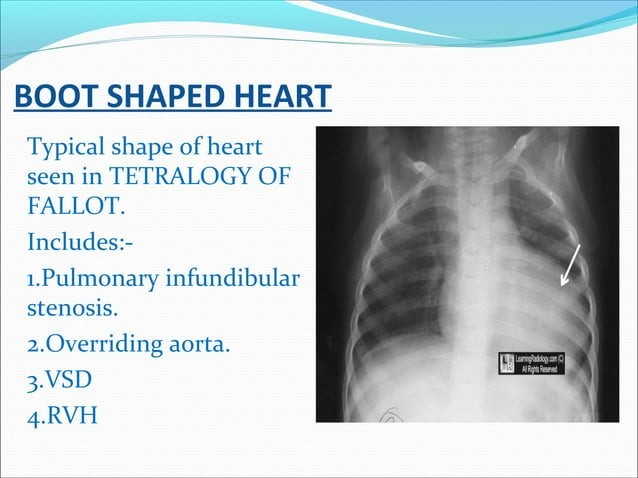 BOOT SHAPED HEART
Typical shape of heart
seen in TETRALOGY OF
FALLOT.
Includes:-
1.Pulmonary infundibular
stenosis.
2.Overriding aorta.
3.VSD
4.RVH
LearningRadiology.com (C)
All Rights Reserved